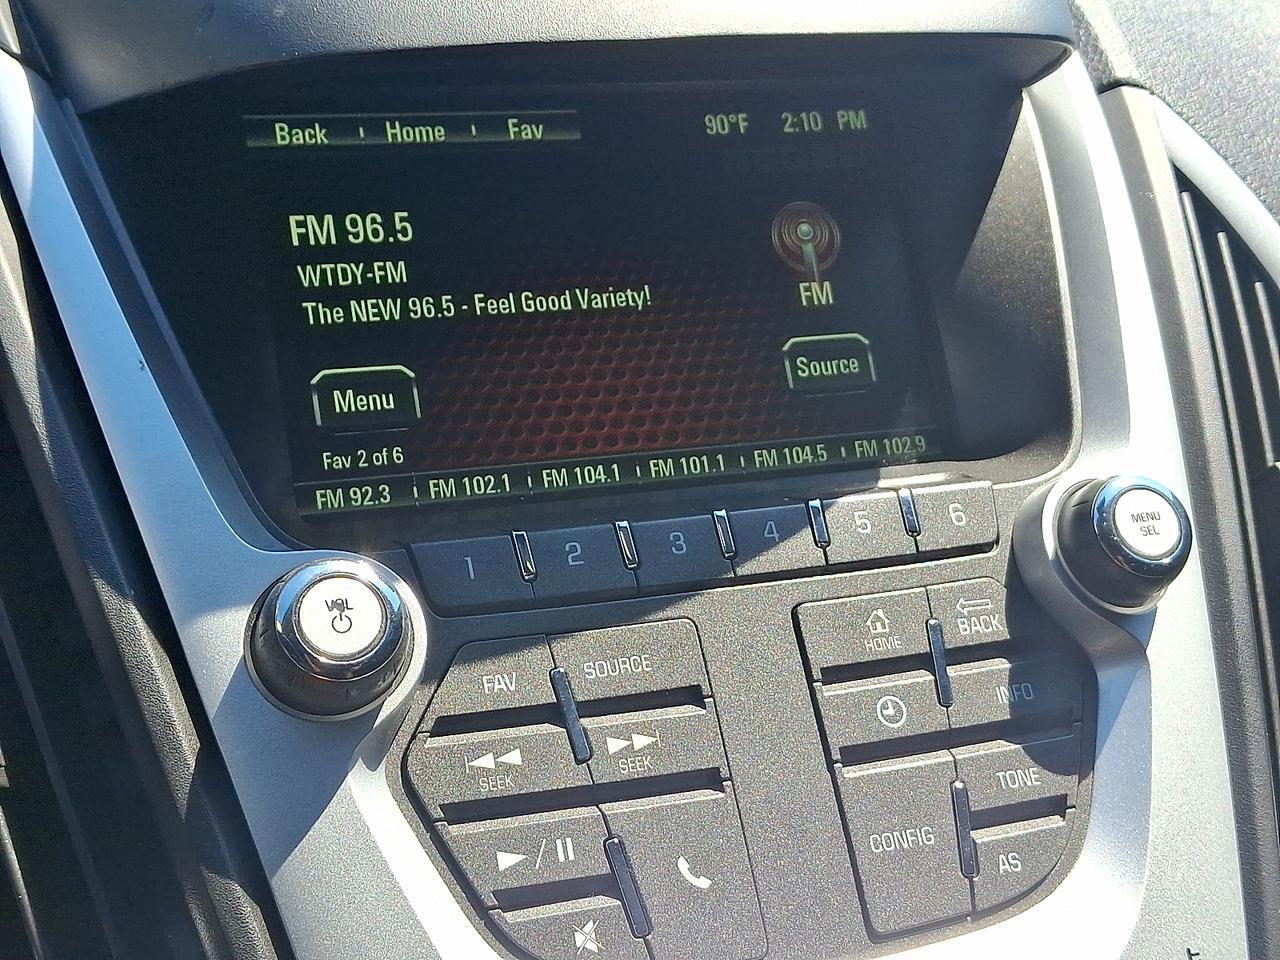 Back Home Fav 90°F 2:10 PM
FM 96.5
WTDY-FM
The NEW 96.5 - Feel Good Variety!
FM
Menu
Source
Fav 2 of 6
FM 92.3 FM 102.1 FM 104.1 FM 101.1 FM 104.5 FM 102.9
1 2 3 4 5 6
MENU
SEL
VOL
FAV SOURCE
SEEK SEEK
HOME BACK
INFO
TONE
CONFIG
AS